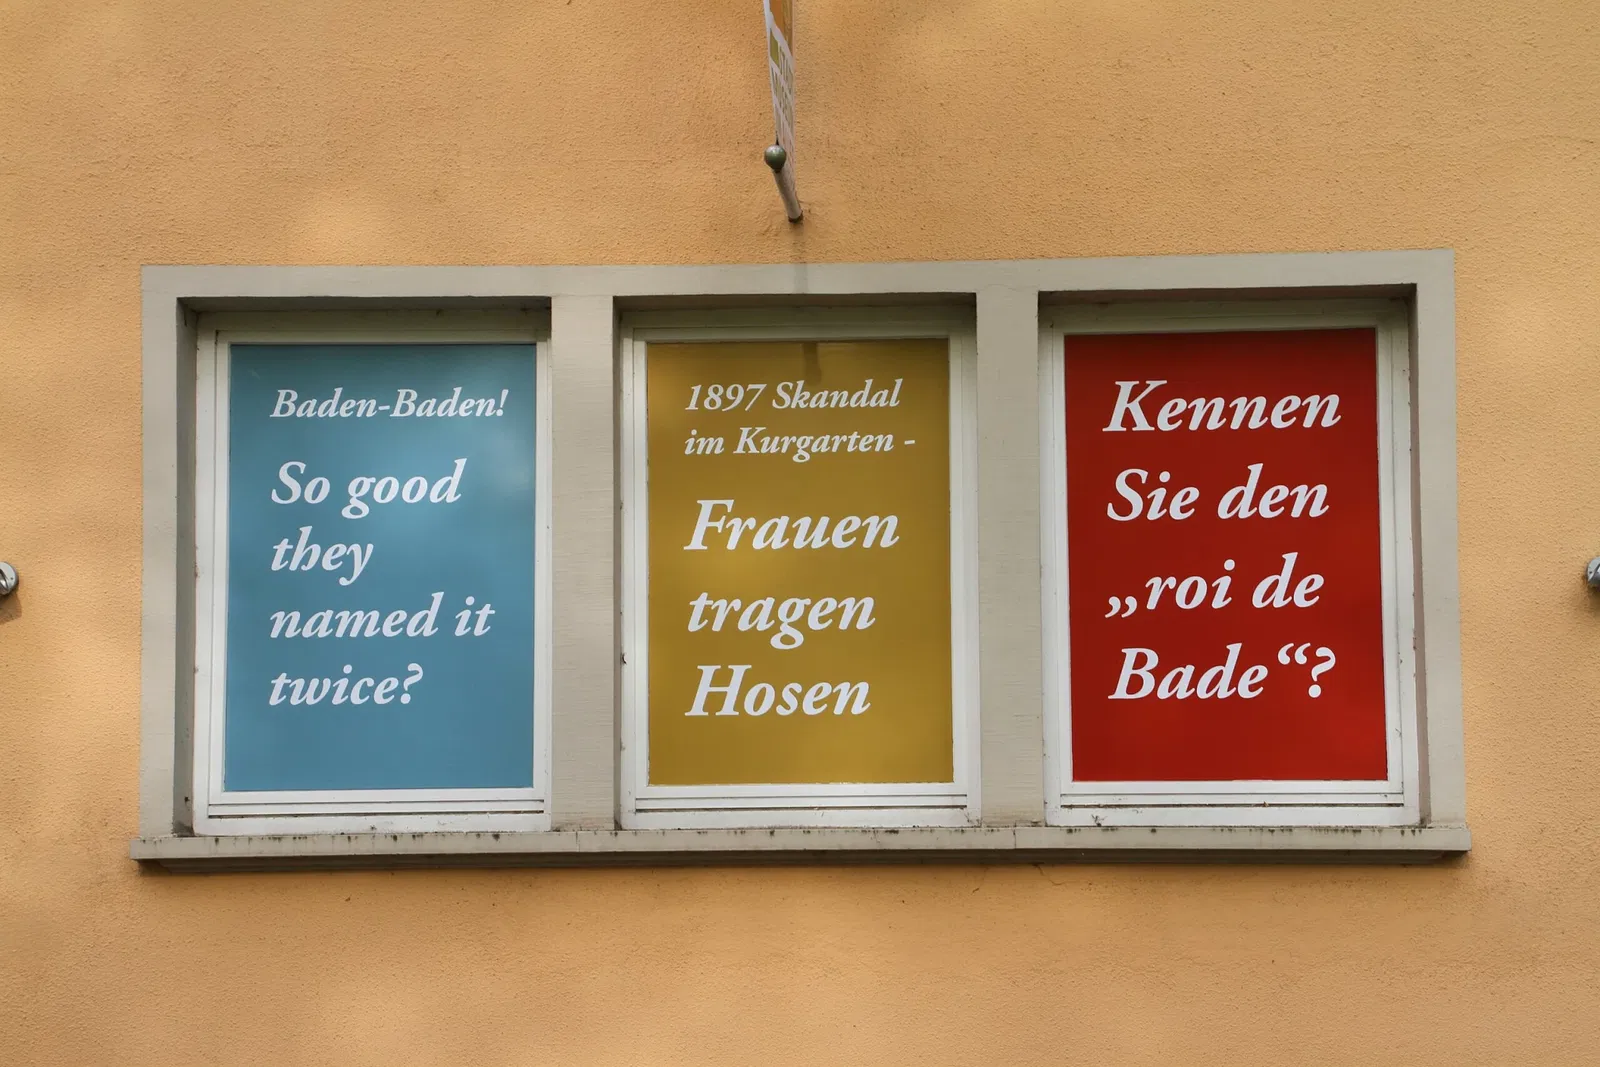 Baden-Baden!
So good
they
named it
twice?
1897 Skandal
im Kurgarten -
Frauen
tragen
Hosen
Kennen
Sie den
„roi de
Bade“?